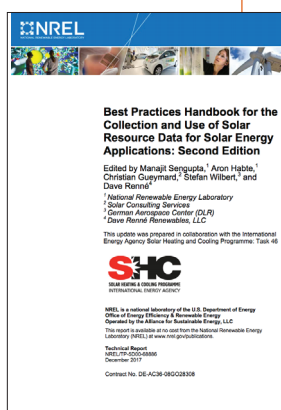 NREL
NATIONAL RENEWABLE ENERGY LABORATORY
Best Practices Handbook for the
Collection and Use of Solar
Resource Data for Solar Energy
Applications: Second Edition
Edited by Manajit Sengupta,¹ Aron Habte,¹
Christian Gueymard,² Stefan Wilbert,³ and
Dave Renné⁴
¹ National Renewable Energy Laboratory
² Solar Consulting Services
³ German Aerospace Center (DLR)
⁴ Dave Renné Renewables, LLC
This update was prepared in collaboration with the International
Energy Agency Solar Heating and Cooling Programme: Task 46
SHC
SOLAR HEATING & COOLING PROGRAMME
INTERNATIONAL ENERGY AGENCY
NREL is a national laboratory of the U.S. Department of Energy
Office of Energy Efficiency & Renewable Energy
Operated by the Alliance for Sustainable Energy, LLC
This report is available at no cost from the National Renewable Energy
Laboratory (NREL) at www.nrel.gov/publications.
Technical Report
NREL/TP-5D00-68886
December 2017
Contract No. DE-AC36-08GO28308